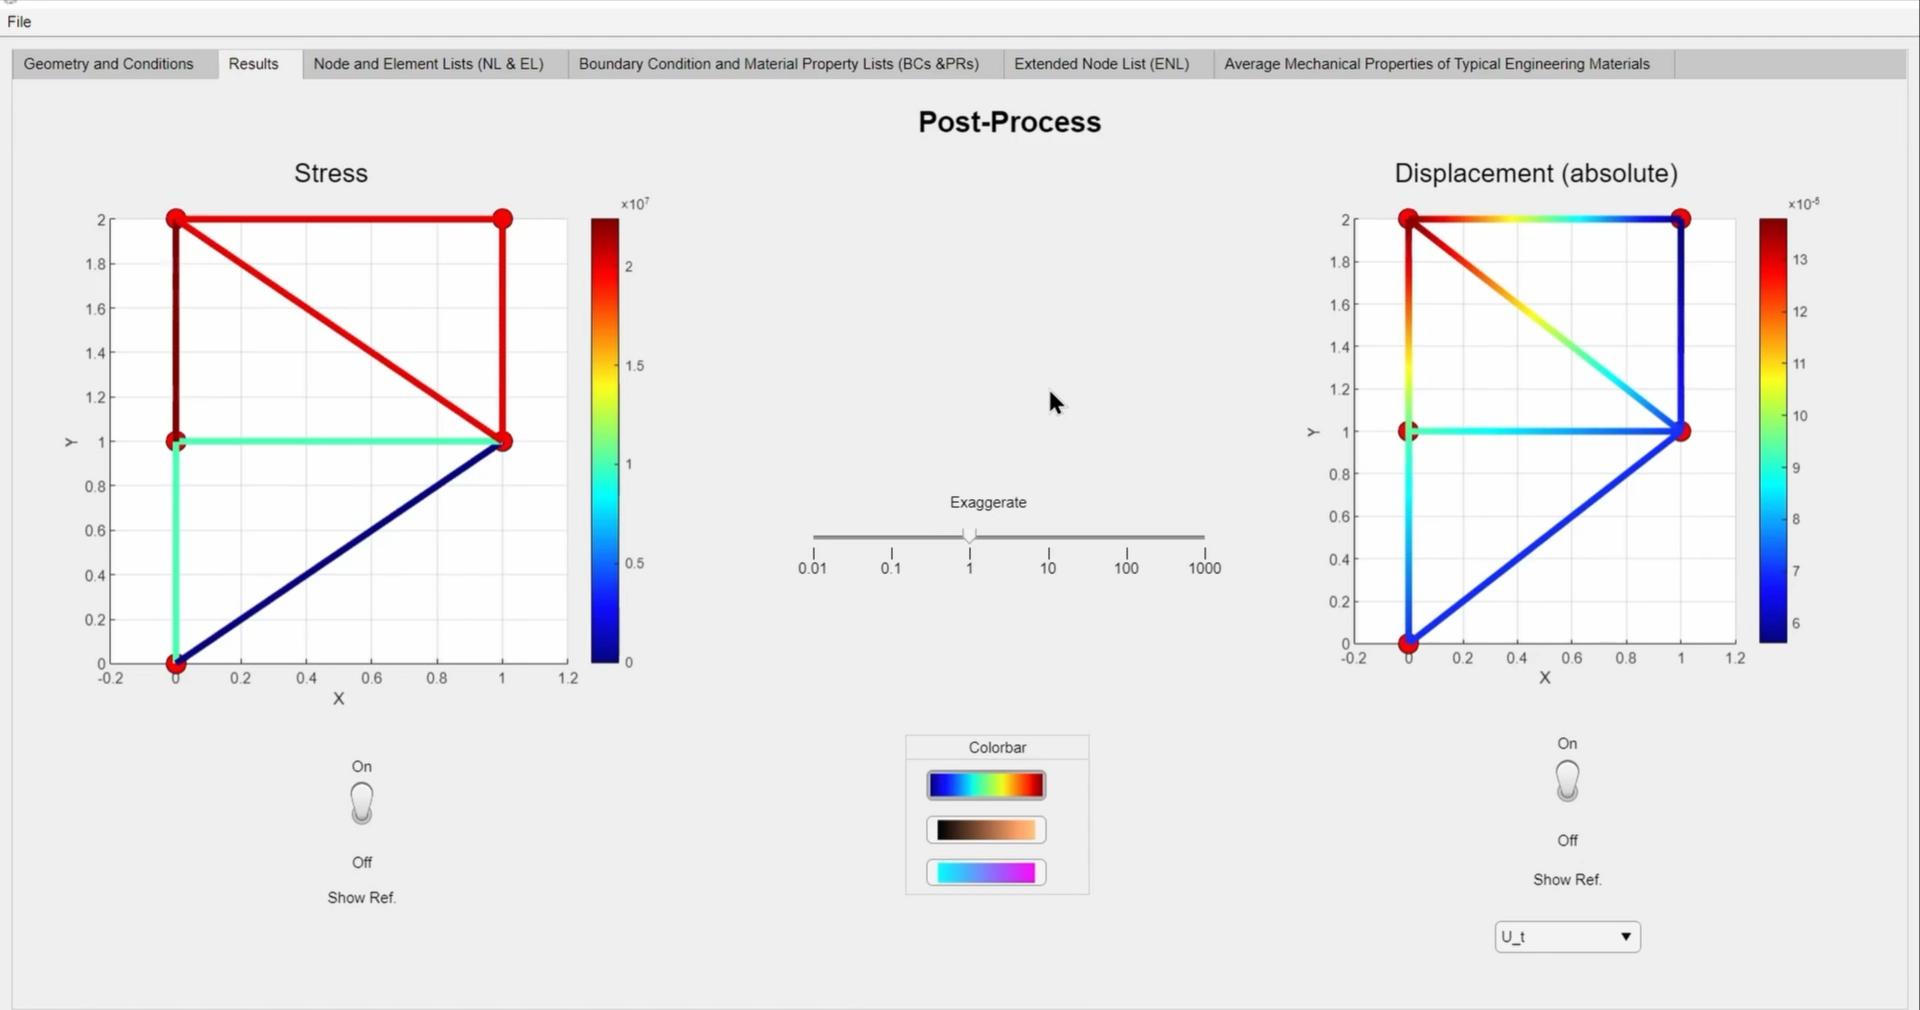 File
Geometry and Conditions
Results
Node and Element Lists (NL & EL)
Boundary Condition and Material Property Lists (BCs &PRs)
Extended Node List (ENL)
Average Mechanical Properties of Typical Engineering Materials
Post-Process
Stress
×10⁷
2
1.8
1.6
1.4
1.2
1
0.8
0.6
0.4
0.2
0
Y
-0.2
0
0.2
0.4
0.6
0.8
1
1.2
X
2
1.5
1
0.5
0
On
Off
Show Ref.
Exaggerate
0.01
0.1
1
10
100
1000
Colorbar
Displacement (absolute)
×10⁻⁵
2
1.8
1.6
1.4
1.2
1
0.8
0.6
0.4
0.2
0
Y
-0.2
0
0.2
0.4
0.6
0.8
1
1.2
X
13
12
11
10
9
8
7
6
On
Off
Show Ref.
U_t